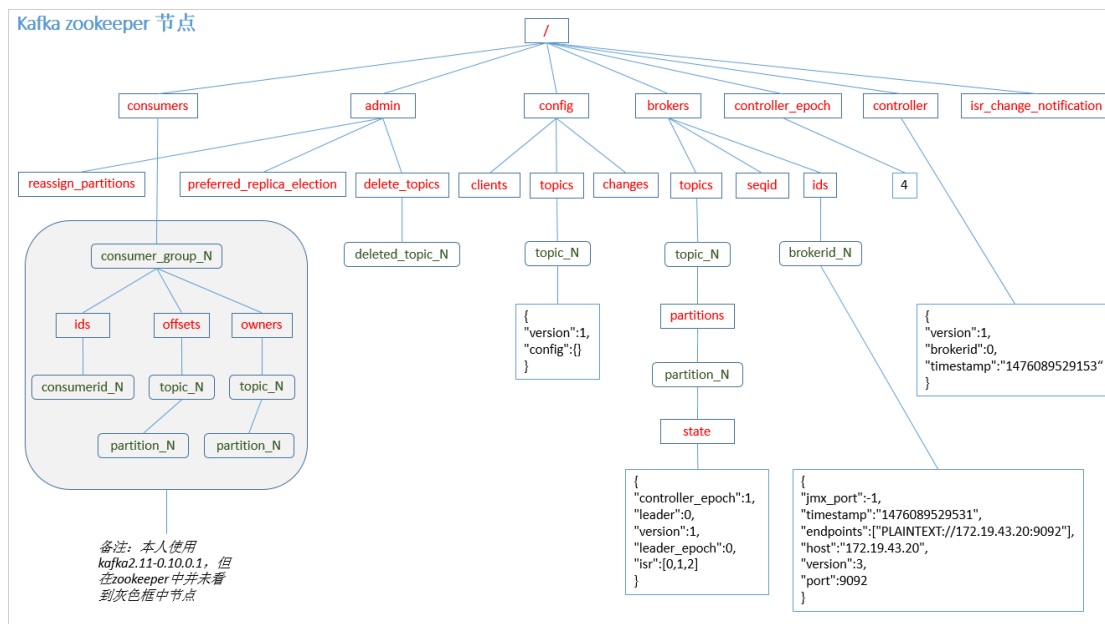 Kafka zookeeper 节点
/
consumers
admin
config
brokers
controller_epoch
controller
isr_change_notification
reassign_partitions
preferred_replica_election
delete_topics
clients
topics
changes
topics
seqid
ids
4
consumer_group_N
deleted_topic_N
topic_N
topic_N
brokerid_N
ids
offsets
owners
consumerid_N
topic_N
topic_N
partition_N
partition_N
{
"version":1,
"config":{}
}
partitions
partition_N
state
{
"version":1,
"brokerid":0,
"timestamp":"1476089529153“
}
{
"controller_epoch":1,
"leader":0,
"version":1,
"leader_epoch":0,
"isr":[0,1,2]
}
{
"jmx_port":-1,
"timestamp":"1476089529531",
"endpoints":["PLAINTEXT://172.19.43.20:9092"],
"host":"172.19.43.20",
"version":3,
"port":9092
}
备注：本人使用
kafka2.11-0.10.0.1，但
在zookeeper中并未看
到灰色框中节点